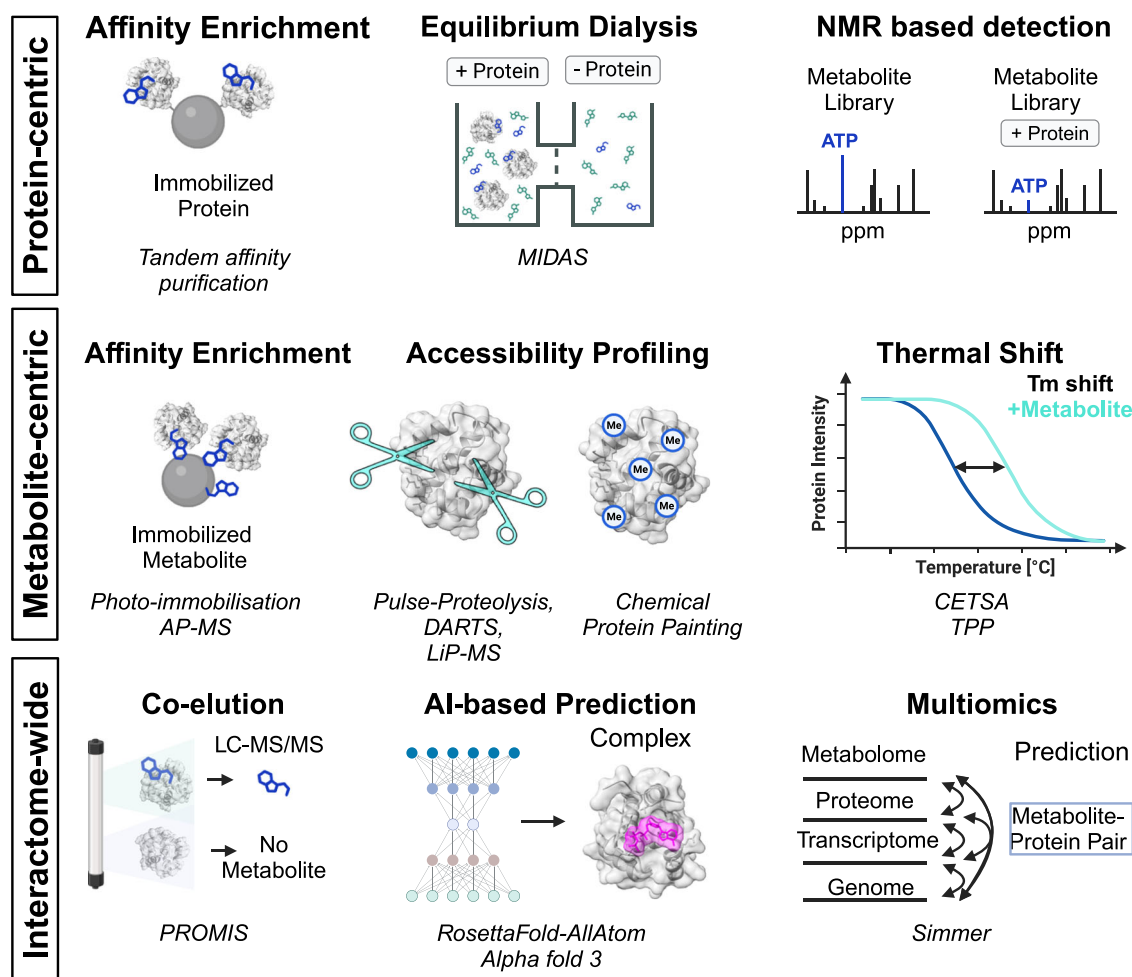 Protein-centric
Affinity Enrichment
Immobilized
Protein
Tandem affinity
purification
Equilibrium Dialysis
+ Protein
- Protein
MIDAS
NMR based detection
Metabolite
Library
ATP
ppm
Metabolite
Library
+ Protein
ATP
ppm
Metabolite-centric
Affinity Enrichment
Immobilized
Metabolite
Photo-immobilisation
AP-MS
Accessibility Profiling
Me
Me
Me
Me
Me
Pulse-Proteolysis,
DARTS,
LiP-MS
Chemical
Protein Painting
Thermal Shift
Tm shift
+Metabolite
Protein Intensity
Temperature [°C]
CETSA
TPP
Interactome-wide
Co-elution
LC-MS/MS
No
Metabolite
PROMIS
AI-based Prediction
Complex
RosettaFold-AllAtom
Alpha fold 3
Multiomics
Metabolome
Proteome
Transcriptome
Genome
Prediction
Metabolite-
Protein Pair
Simmer